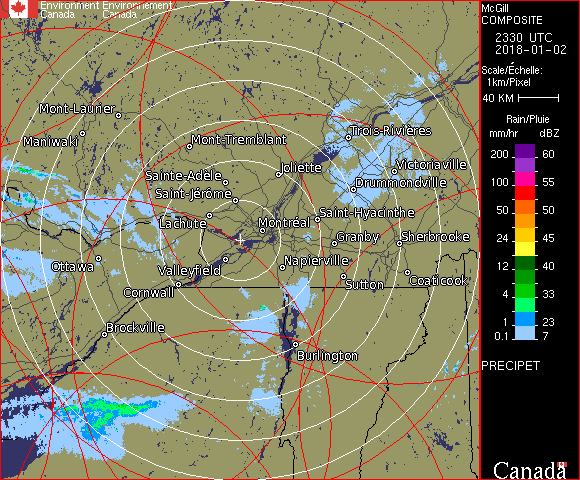 Environment Environnement
Canada Canada
McGill
COMPOSITE
2330 UTC
2018-01-02
Scale/Échelle:
1km/Pixel
40 KM
Rain/Pluie
mm/hr dBZ
200 60
100 55
50 50
24 45
12 40
4 33
1 23
0.1 7
PRECIPET
Canada
Mont-Laurier
Maniwaki
Mont-Tremblant
Trois-Rivières
Joliette
Victoriaville
Sainte-Adèle
Drummondville
Saint-Jérôme
Lachute
Saint-Hyacinthe
Montréal
Granby
Sherbrooke
Ottawa
Valleyfield
Napierville
Cornwall
Sutton
Coaticook
Brockville
Burlington